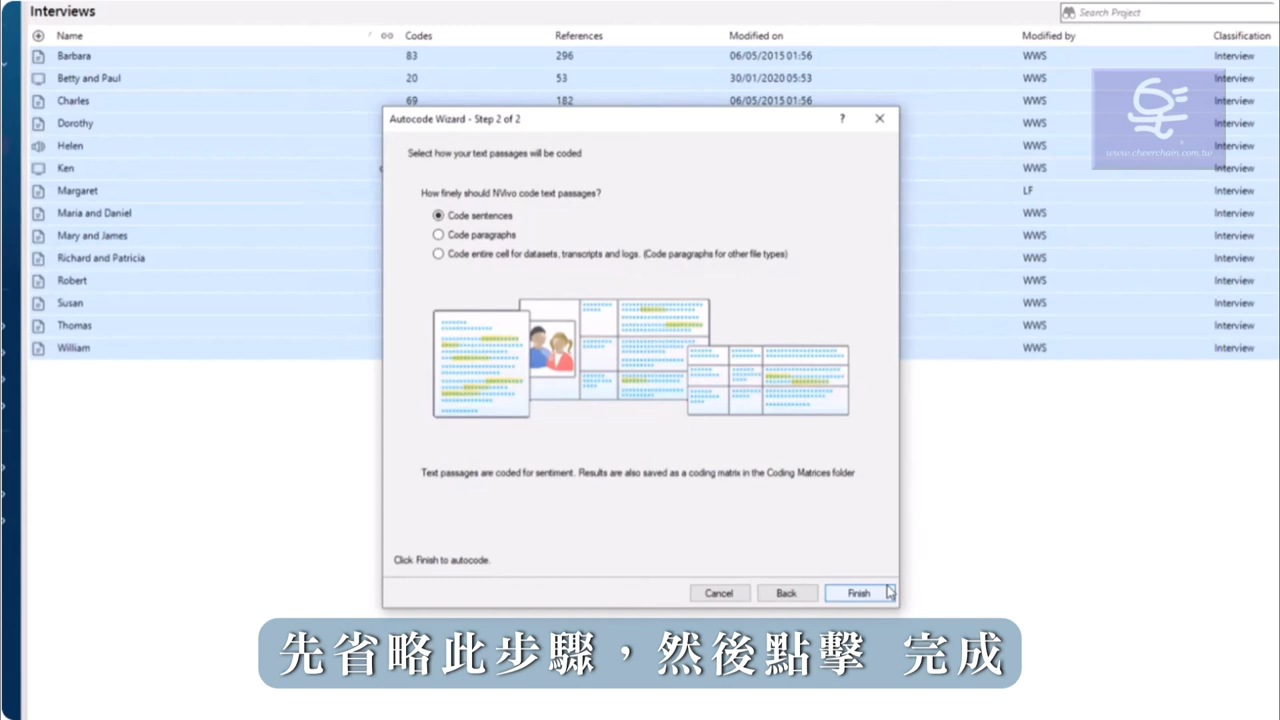 Interviews
Search Project
Name Codes References Modified on Modified by Classification
Barbara 83 296 06/05/2015 01:56 WWS Interview
Betty and Paul 20 53 30/01/2020 05:53 WWS Interview
Charles 69 182 06/05/2015 01:56 WWS Interview
Dorothy WWS Interview
Helen WWS Interview
Ken WWS Interview
Margaret LF Interview
Maria and Daniel WWS Interview
Mary and James WWS Interview
Richard and Patricia WWS Interview
Robert WWS Interview
Susan WWS Interview
Thomas WWS Interview
William WWS Interview
www.cheerchain.com.tw
Autocode Wizard - Step 2 of 2
Select how your text passages will be coded
How finely should NVivo code text passages?
Code sentences
Code paragraphs
Code entire cell for datasets, transcripts and logs. (Code paragraphs for other file types)
Text passages are coded for sentiment. Results are also saved as a coding matrix in the Coding Matrices folder
Click Finish to autocode.
Cancel Back Finish
先省略此步驟，然後點擊 完成